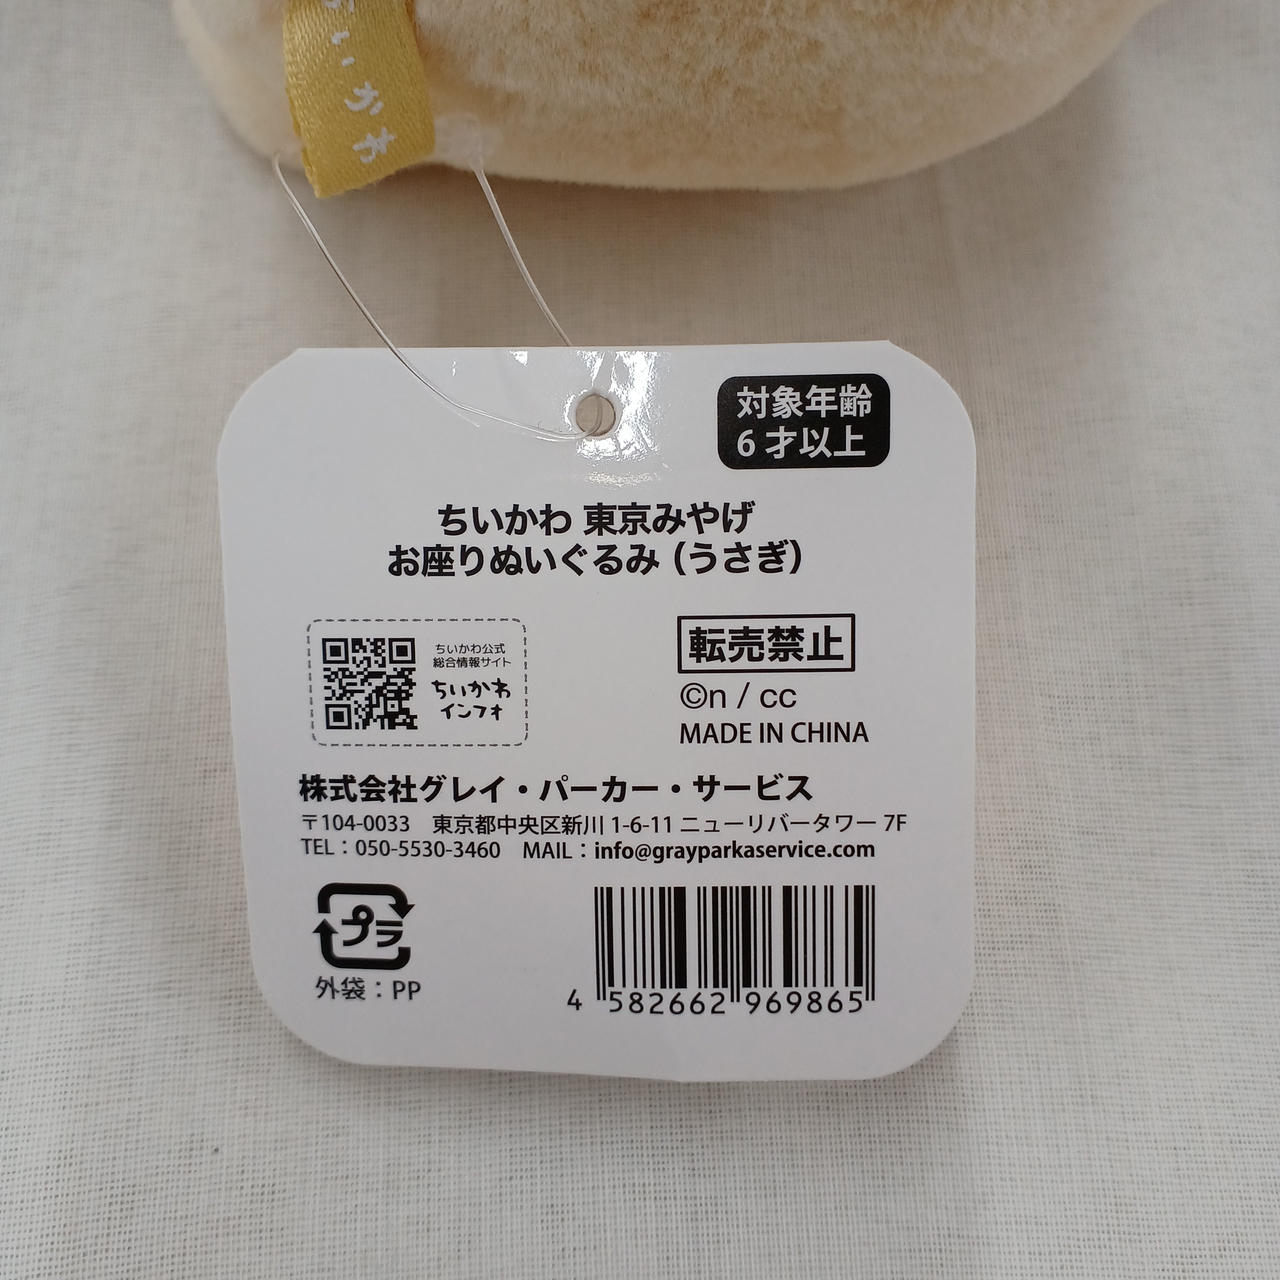 ちいかわ
対象年齢
6才以上
ちいかわ 東京みやげ
お座りぬいぐるみ（うさぎ）
ちいかわ公式
総合情報サイト
ちいかわ
インフォ
転売禁止
©n / cc
MADE IN CHINA
株式会社グレイ・パーカー・サービス
〒104-0033 東京都中央区新川 1-6-11 ニューリバータワー 7F
TEL：050-5530-3460 MAIL：info@grayparkaservice.com
プラ
外袋：PP
4 582662 969865